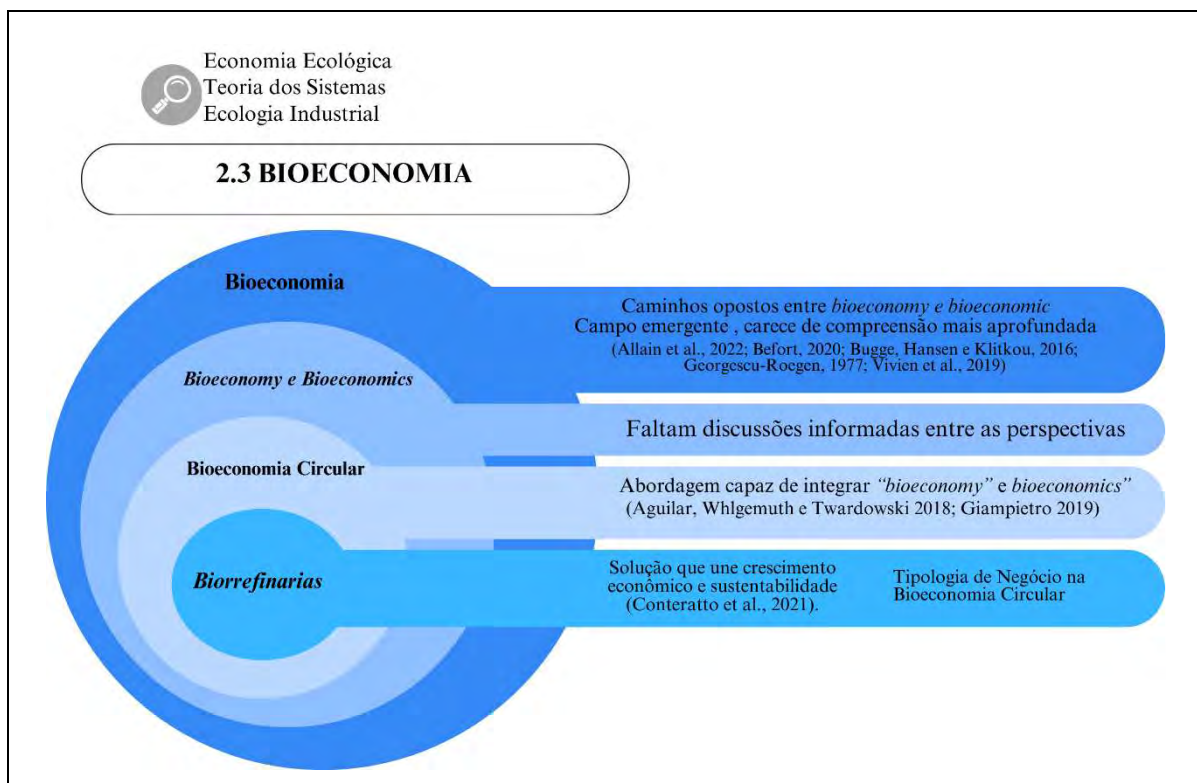 Economia Ecológica
Teoria dos Sistemas
Ecologia Industrial
2.3 BIOECONOMIA
Bioeconomia
Caminhos opostos entre bioeconomy e bioeconomic
Campo emergente , carece de compreensão mais aprofundada
(Allain et al., 2022; Befort, 2020; Bugge, Hansen e Klitkou, 2016;
Georgescu-Roegen, 1977; Vivien et al., 2019)
Bioeconomy e Bioeconomics
Faltam discussões informadas entre as perspectivas
Bioeconomia Circular
Abordagem capaz de integrar “bioeconomy” e bioeconomics”
(Aguilar, Whlgemuth e Twardowski 2018; Giampietro 2019)
Biorrefinarias
Solução que une crescimento
econômico e sustentabilidade
(Conteratto et al., 2021).
Tipologia de Negócio na
Bioeconomia Circular